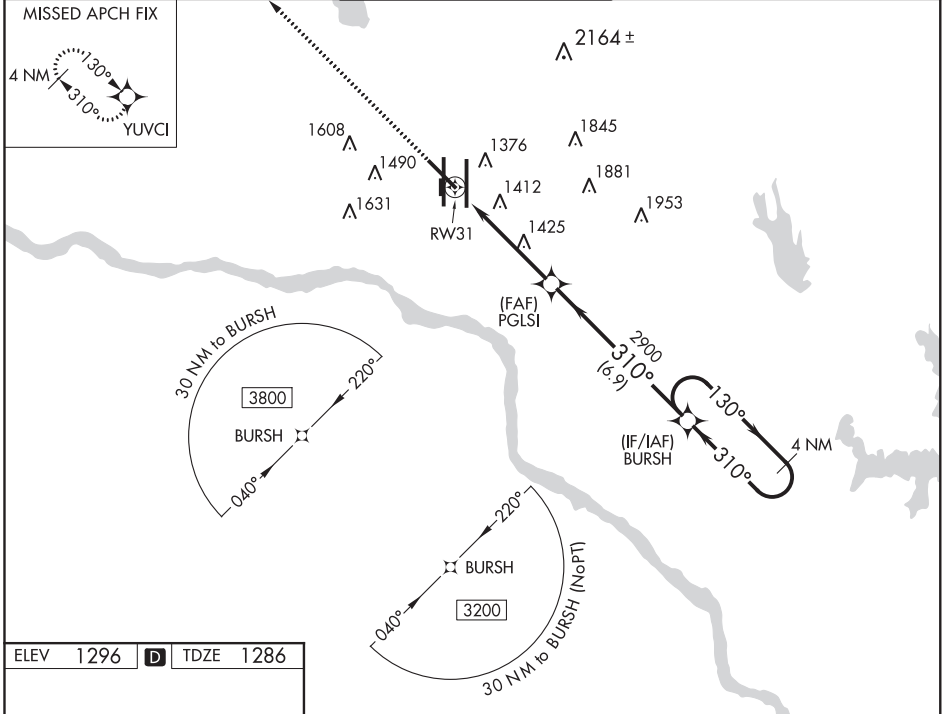 MISSED APCH FIX
4 NM
130°
310°
YUVCI
2164 ±
1608
1490
1631
1376
1845
1412
1881
1953
1425
RW31
(FAF)
PGLSI
2900
310°
(6.9)
(IF/IAF)
BURSH
130°
310°
4 NM
30 NM to BURSH
3800
220°
BURSH
040°
220°
BURSH
3200
040°
30 NM to BURSH (NoPT)
ELEV 1296 D TDZE 1286